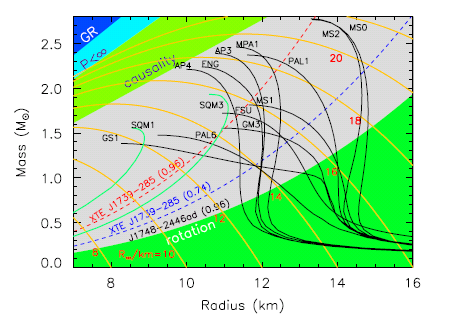 GR
P<∞
causality
AP4
ENG
AP3
MPA1
PAL1
MS2
MS0
20
SQM3
FSU
MS1
GM3
18
SQM1
GS1
PAL6
16
XTE J1739-285 (0.96)
XTE J1739-285 (0.74)
J1748-2446ad (0.96)
rotation
14
12
8
R∞/km=10
Mass (M⊙)
2.5
2.0
1.5
1.0
0.5
0.0
8
10
12
14
16
Radius (km)